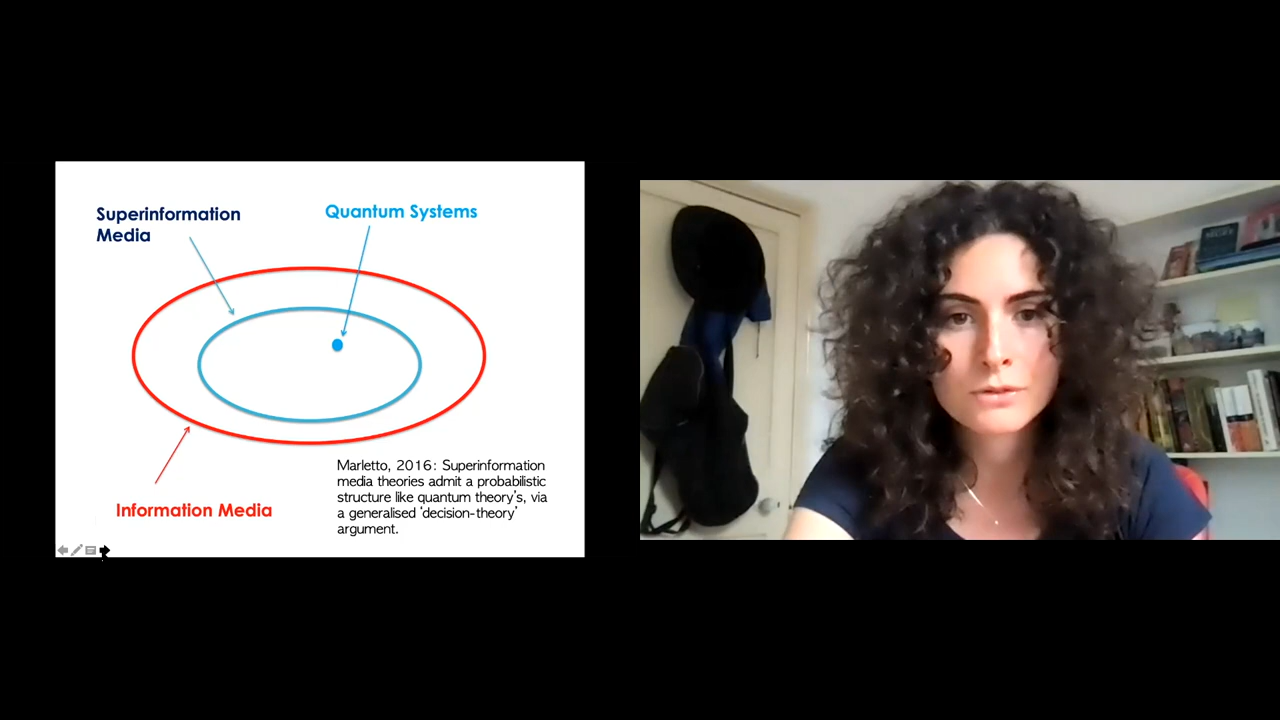 Superinformation
Media
Quantum Systems
Information Media
Marletto, 2016: Superinformation
media theories admit a probabilistic
structure like quantum theory's, via
a generalised 'decision-theory'
argument.